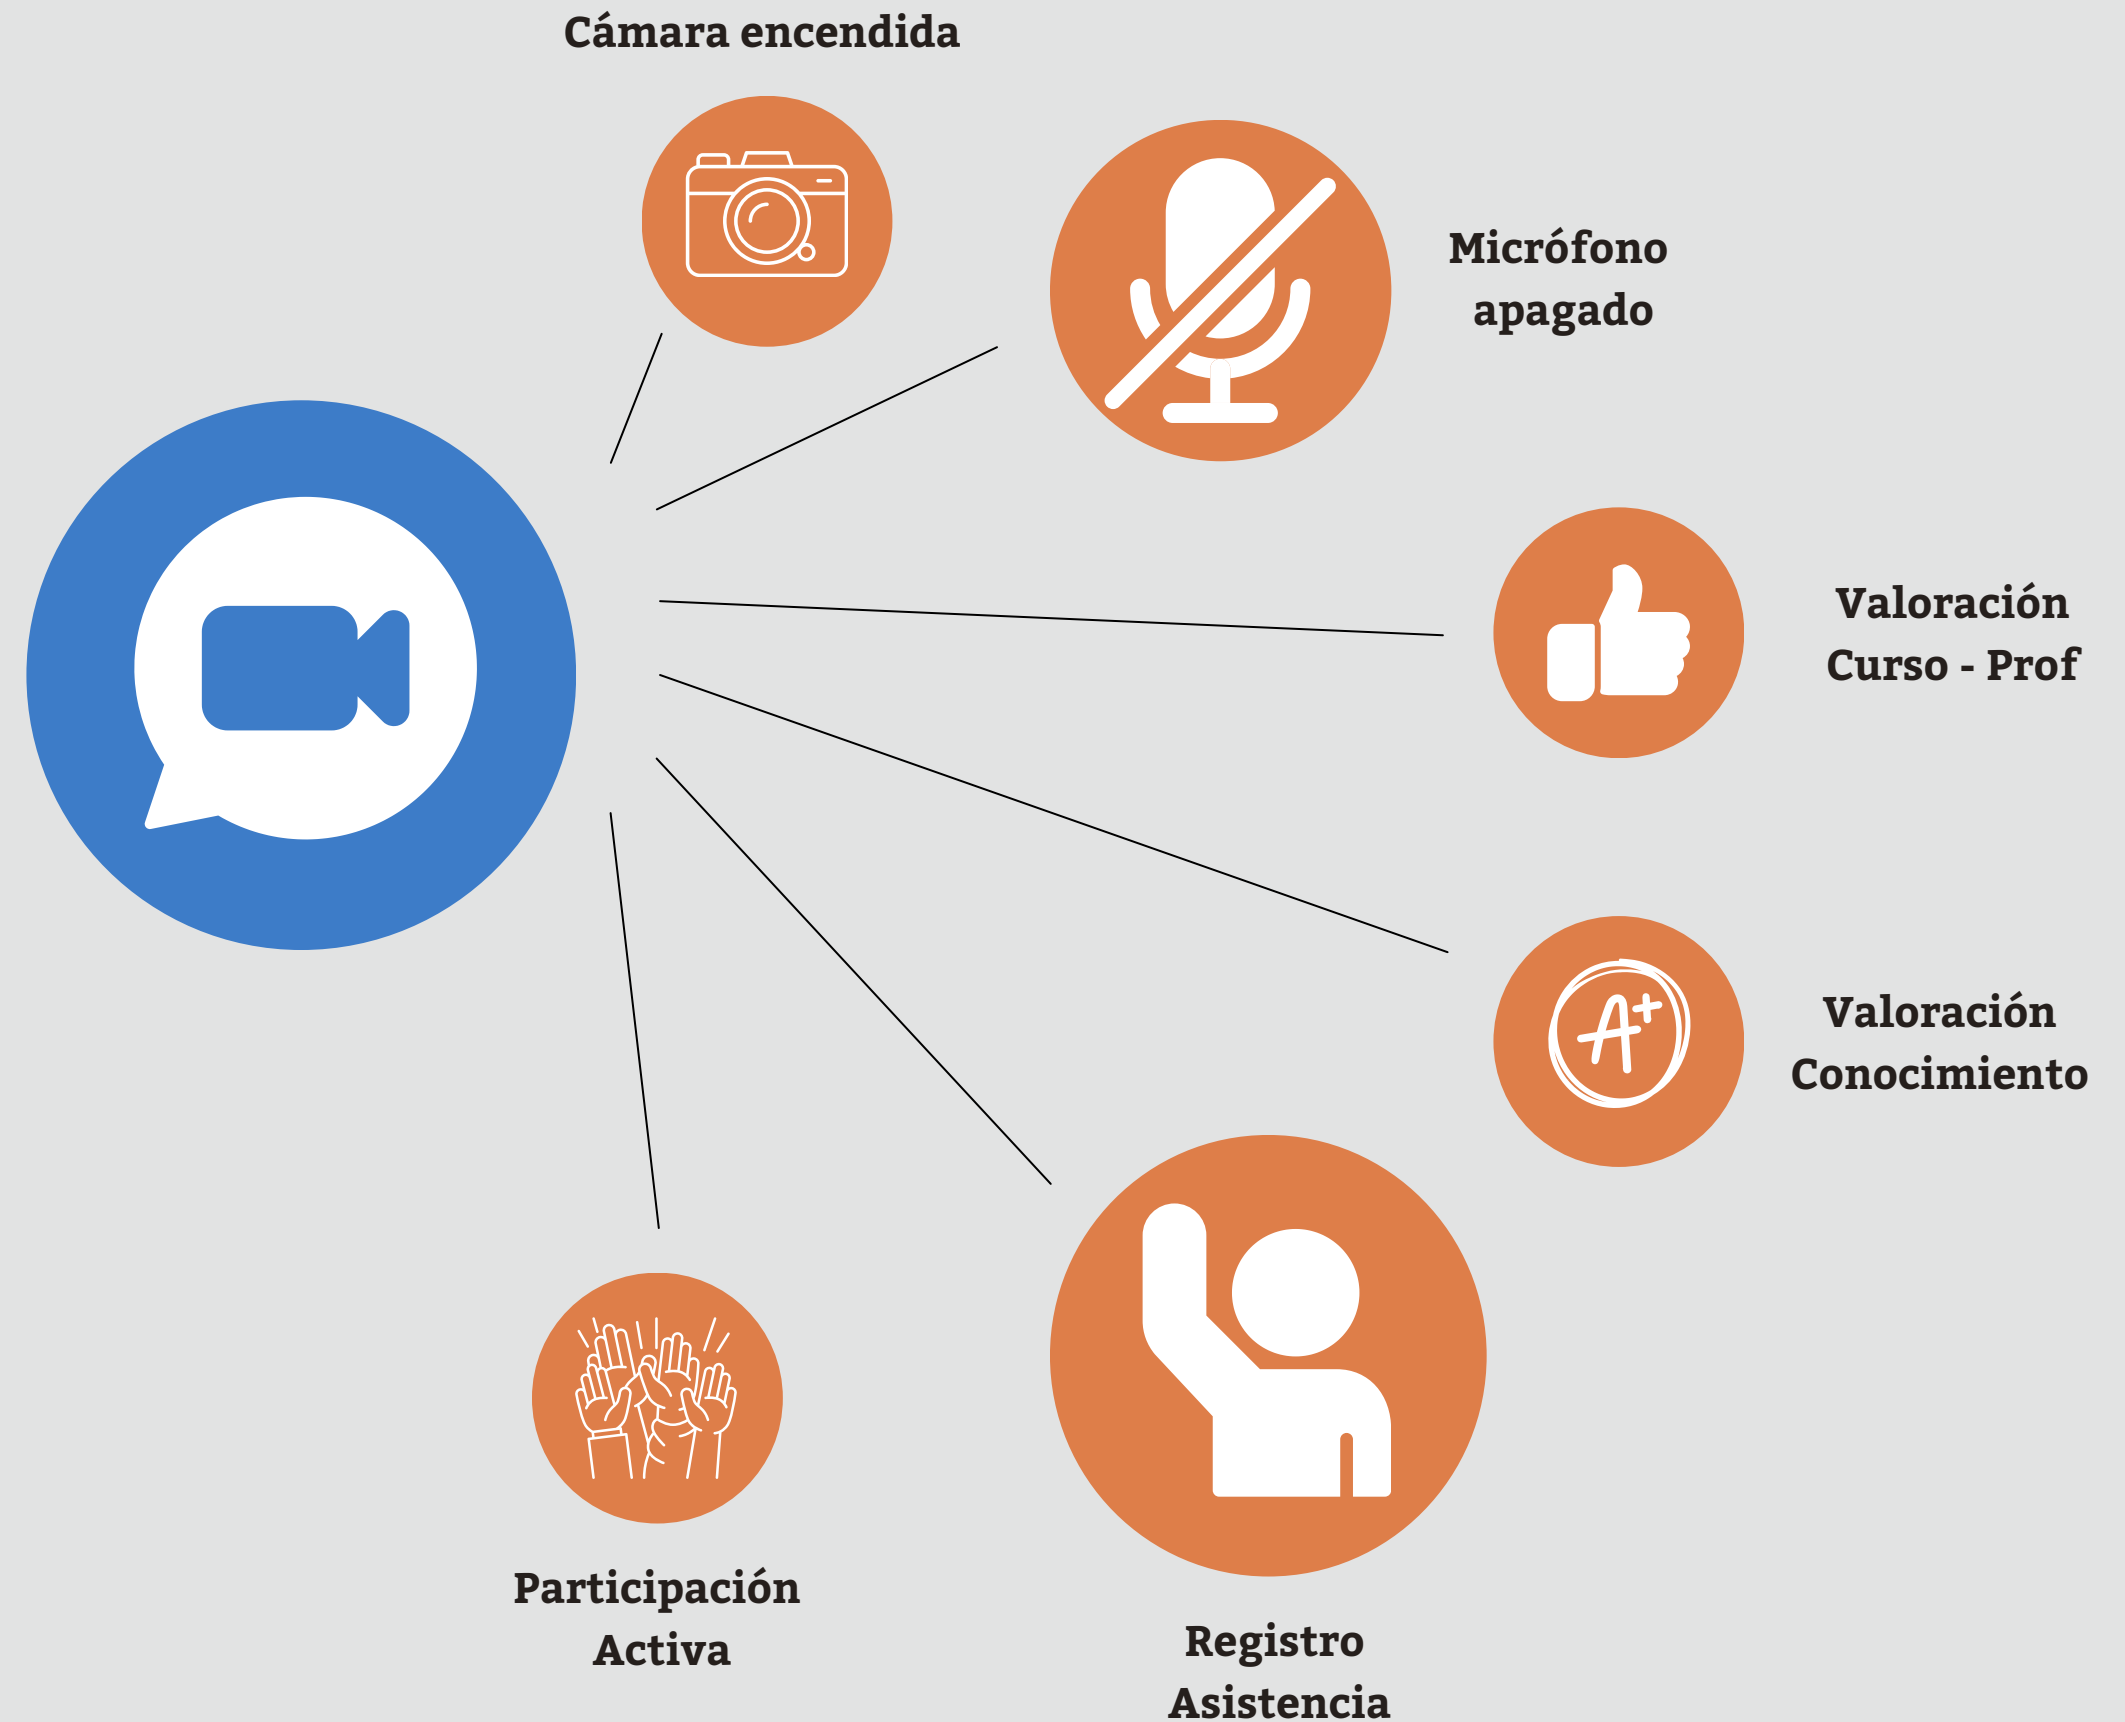 Cámara encendida
Micrófono
apagado
Valoración
Curso - Prof
Valoración
Conocimiento
A+
Participación
Activa
Registro
Asistencia